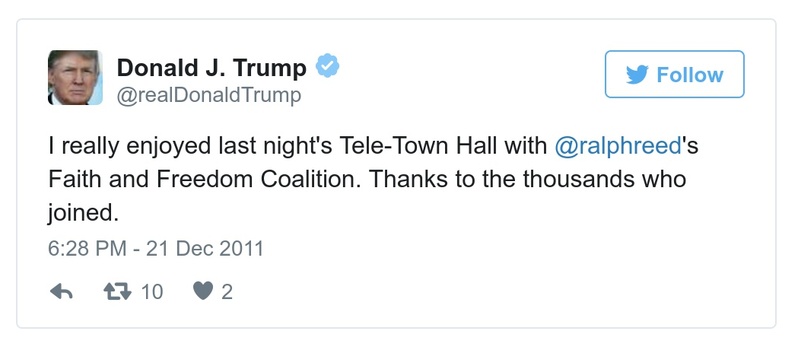 Donald J. Trump
@realDonaldTrump
Follow
I really enjoyed last night's Tele-Town Hall with @ralphreed's
Faith and Freedom Coalition. Thanks to the thousands who
joined.
6:28 PM - 21 Dec 2011
10 2